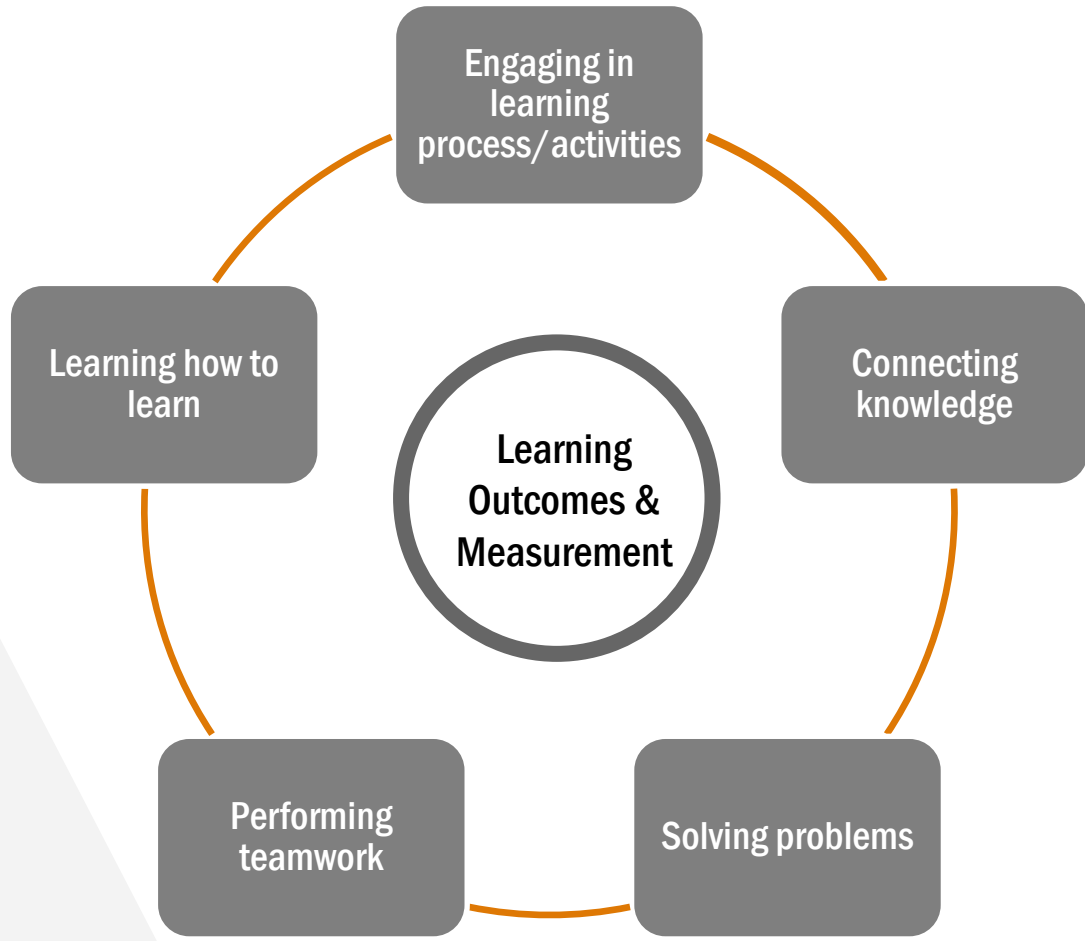 Engaging in
learning
process/activities
Connecting
knowledge
Solving problems
Performing
teamwork
Learning how to
learn
Learning
Outcomes &
Measurement